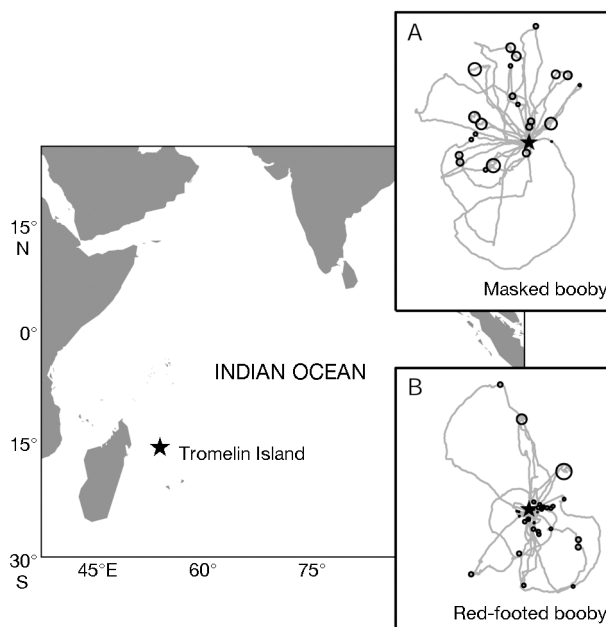 A
Masked booby
15°
N
0°
INDIAN OCEAN
B
15°
Tromelin Island
30°
S
45°E
60°
75°
Red-footed booby